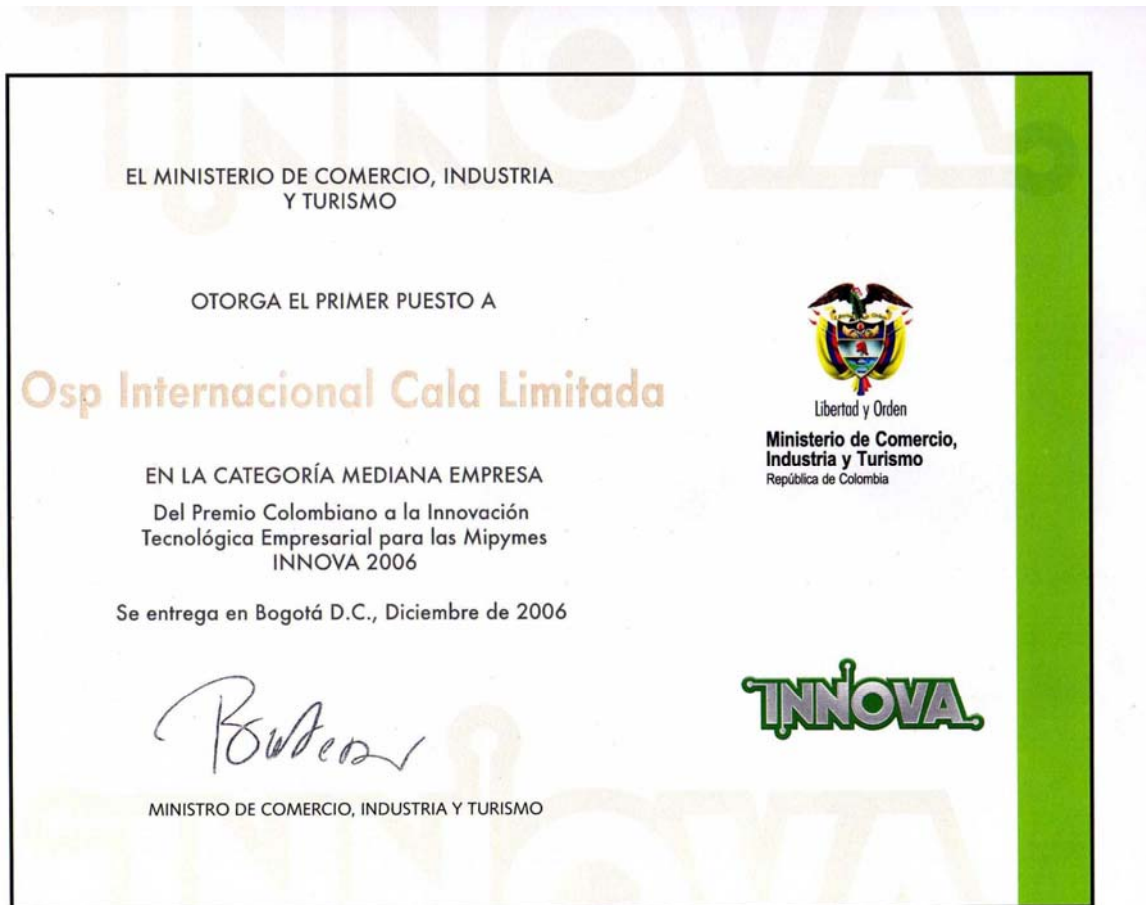 INNOVA
EL MINISTERIO DE COMERCIO, INDUSTRIA
Y TURISMO
OTORGA EL PRIMER PUESTO A
Osp Internacional Cala Limitada
EN LA CATEGORÍA MEDIANA EMPRESA
Del Premio Colombiano a la Innovación
Tecnológica Empresarial para las Mipymes
INNOVA 2006
Se entrega en Bogotá D.C., Diciembre de 2006
MINISTRO DE COMERCIO, INDUSTRIA Y TURISMO
Libertad y Orden
Ministerio de Comercio,
Industria y Turismo
República de Colombia
INNOVA
INNOVA